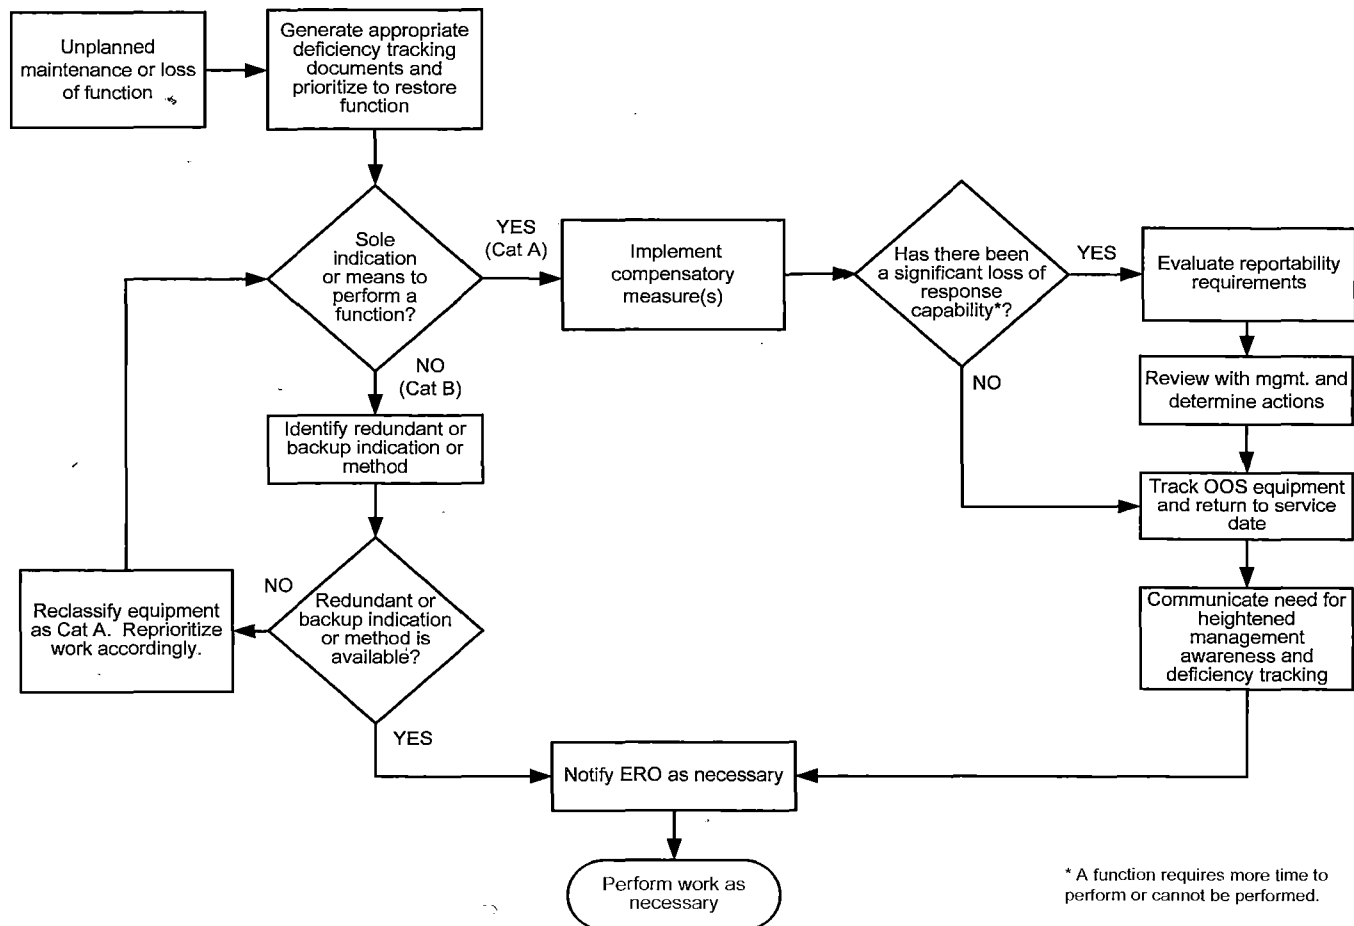 Unplanned
maintenance or loss
of function
Generate appropriate
deficiency tracking
documents and
prioritize to restore
function
Sole
indication
or means to
perform a
function?
YES
(Cat A)
Implement
compensatory
measure(s)
Has there been
a significant loss of
response
capability*?
YES
Evaluate reportability
requirements
Review with mgmt. and
determine actions
NO
Track OOS equipment
and return to service
date
Communicate need for
heightened
management
awareness and
deficiency tracking
NO
(Cat B)
Identify redundant or
backup indication or
method
Redundant or
backup indication
or method is
available?
NO
Reclassify equipment
as Cat A. Reprioritize
work accordingly.
YES
Notify ERO as necessary
Perform work as
necessary
* A function requires more time to
perform or cannot be performed.